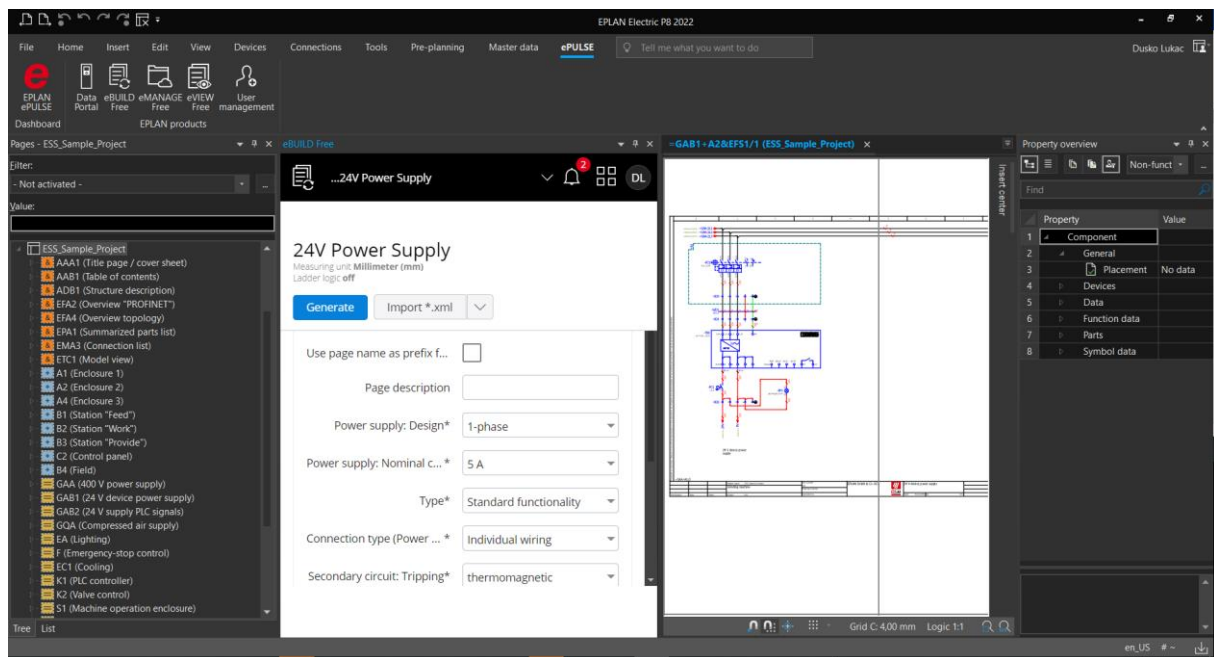 EPLAN Electric P8 2022
File Home Insert Edit View Devices Connections Tools Pre-planning Master data ePULSE Tell me what you want to do Dusko Lukac
EPLAN ePULSE
Data Portal
eBUILD Free
eMANAGE Free
eVIEW Free
User management
Dashboard EPLAN products
Pages - ESS_Sample_Project
Filter:
- Not activated -
Value:
ESS_Sample_Project
AAA1 (Title page / cover sheet)
AAB1 (Table of contents)
ADB1 (Structure description)
EFA2 (Overview "PROFINET")
EFA4 (Overview topology)
EPA1 (Summarized parts list)
EMA3 (Connection list)
ETC1 (Model view)
A1 (Enclosure 1)
A2 (Enclosure 2)
A4 (Enclosure 3)
B1 (Station "Feed")
B2 (Station "Work")
B3 (Station "Provide")
C2 (Control panel)
B4 (Field)
GAA (400 V power supply)
GAB1 (24 V device power supply)
GAB2 (24 V supply PLC signals)
GQA (Compressed air supply)
EA (Lighting)
F (Emergency-stop control)
EC1 (Cooling)
K1 (PLC controller)
K2 (Valve control)
S1 (Machine operation enclosure)
Tree List
eBUILD Free
...24V Power Supply 2 DL
24V Power Supply
Measuring unit Millimeter (mm)
Ladder logic off
Generate Import *.xml
Use page name as prefix f...
Page description
Power supply: Design* 1-phase
Power supply: Nominal c... * 5 A
Type* Standard functionality
Connection type (Power ... * Individual wiring
Secondary circuit: Tripping* thermomagnetic
=GAB1+A2&EFS1/1 (ESS_Sample_Project)
Insert center
Grid C: 4,00 mm Logic 1:1
Property overview
Non-funct
Find
Property Value
1 Component
2 General
3 Placement No data
4 Devices
5 Data
6 Function data
7 Parts
8 Symbol data
en_US # ~